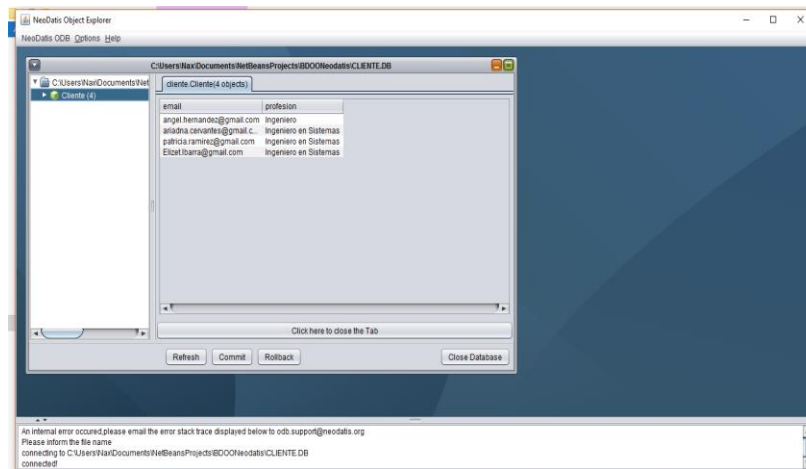 NeoDatis Object Explorer
NeoDatis ODB Options Help
C:\Users\Nax\Documents\NetBeansProjects\BDOONeodatis\CLIENTE.DB
C:\Users\Nax\Documents\Net
Cliente (4)
cliente.Cliente(4 objects)
email profesion
angel.hernandez@gmail.com Ingeniero
ariadna.cervantes@gmail.c... Ingeniero en Sistemas
patricia.ramirez@gmail.com Ingeniero en Sistemas
Elizet.Ibarra@gmail.com Ingeniero en Sistemas
Click here to close the Tab
Refresh Commit Rollback Close Database
An internal error occured,please email the error stack trace displayed below to odb.support@neodatis.org
Please inform the file name
connecting to C:\Users\Nax\Documents\NetBeansProjects\BDOONeodatis\CLIENTE.DB
connected!